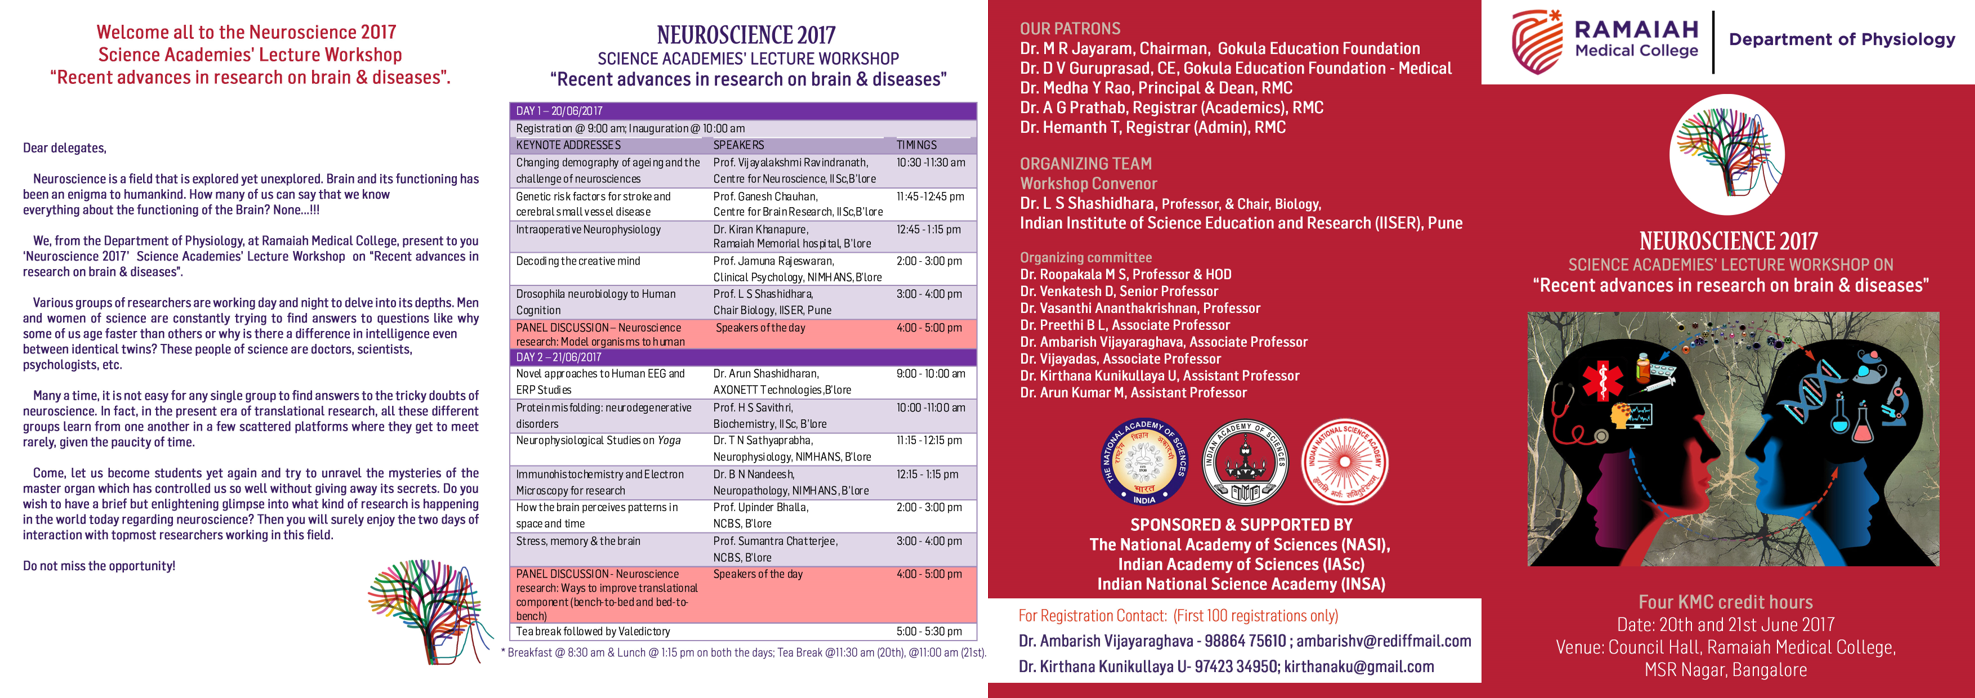 Welcome all to the Neuroscience 2017
Science Academies' Lecture Workshop
“Recent advances in research on brain & diseases”.
Dear delegates,
Neuroscience is a field that is explored yet unexplored. Brain and its functioning has
been an enigma to humankind. How many of us can say that we know
everything about the functioning of the Brain? None...!!!
We, from the Department of Physiology, at Ramaiah Medical College, present to you
'Neuroscience 2017' Science Academies' Lecture Workshop on “Recent advances in
research on brain & diseases”.
Various groups of researchers are working day and night to delve into its depths. Men
and women of science are constantly trying to find answers to questions like why
some of us age faster than others or why is there a difference in intelligence even
between identical twins? These people of science are doctors, scientists,
psychologists, etc.
Many a time, it is not easy for any single group to find answers to the tricky doubts of
neuroscience. In fact, in the present era of translational research, all these different
groups learn from one another in a few scattered platforms where they get to meet
rarely, given the paucity of time.
Come, let us become students yet again and try to unravel the mysteries of the
master organ which has controlled us so well without giving away its secrets. Do you
wish to have a brief but enlightening glimpse into what kind of research is happening
in the world today regarding neuroscience? Then you will surely enjoy the two days of
interaction with topmost researchers working in this field.
Do not miss the opportunity!
NEUROSCIENCE 2017
SCIENCE ACADEMIES' LECTURE WORKSHOP
“Recent advances in research on brain & diseases”
DAY 1 – 20/06/2017
Registration @ 9:00 am; Inauguration @ 10:00 am
KEYNOTE ADDRESSES SPEAKERS TIMINGS
Changing demography of ageing and the Prof. Vijayalakshmi Ravindranath, 10:30 -11:30 am
challenge of neurosciences Centre for Neuroscience, IISc,B'lore
Genetic risk factors for stroke and Prof. Ganesh Chauhan, 11:45 -12:45 pm
cerebral small vessel disease Centre for Brain Research, IISc,B'lore
Intraoperative Neurophysiology Dr. Kiran Khanapure, 12:45 - 1:15 pm
Ramaiah Memorial hospital, B'lore
Decoding the creative mind Prof. Jamuna Rajeswaran, 2:00 - 3:00 pm
Clinical Psychology, NIMHANS,B'lore
Drosophila neurobiology to Human Prof. L S Shashidhara, 3:00 - 4:00 pm
Cognition Chair Biology, IISER, Pune
PANEL DISCUSSION – Neuroscience Speakers of the day 4:00 - 5:00 pm
research: Model organisms to human
DAY 2 – 21/06/2017
Novel approaches to Human EEG and Dr. Arun Shashidharan, 9:00 - 10:00 am
ERP Studies AXONETT Technologies,B'lore
Protein misfolding: neurodegenerative Prof. H S Savithri, 10:00 -11:00 am
disorders Biochemistry, IISc, B'lore
Neurophysiological Studies on Yoga Dr. T N Sathyaprabha, 11:15 - 12:15 pm
Neurophysiology, NIMHANS, B'lore
Immunohistochemistry and Electron Dr. B N Nandeesh, 12:15 - 1:15 pm
Microscopy for research Neuropathology, NIMHANS, B'lore
How the brain perceives patterns in Prof. Upinder Bhalla, 2:00 - 3:00 pm
space and time NCBS, B'lore
Stress, memory & the brain Prof. Sumantra Chatterjee, 3:00 - 4:00 pm
NCBS, B'lore
PANEL DISCUSSION - Neuroscience Speakers of the day 4:00 - 5:00 pm
research: Ways to improve translational
component (bench-to-bed and bed-to-
bench)
Tea break followed by Valedictory 5:00 - 5:30 pm
* Breakfast @ 8:30 am & Lunch @ 1:15 pm on both the days; Tea Break @11:30 am (20th), @11:00 am (21st).
OUR PATRONS
Dr. M R Jayaram, Chairman, Gokula Education Foundation
Dr. D V Guruprasad, CE, Gokula Education Foundation - Medical
Dr. Medha Y Rao, Principal & Dean, RMC
Dr. A G Prathab, Registrar (Academics), RMC
Dr. Hemanth T, Registrar (Admin), RMC
ORGANIZING TEAM
Workshop Convenor
Dr. L S Shashidhara, Professor, & Chair, Biology,
Indian Institute of Science Education and Research (IISER), Pune
Organizing committee
Dr. Roopakala M S, Professor & HOD
Dr. Venkatesh D, Senior Professor
Dr. Vasanthi Ananthakrishnan, Professor
Dr. Preethi B L, Associate Professor
Dr. Ambarish Vijayaraghava, Associate Professor
Dr. Vijayadas, Associate Professor
Dr. Kirthana Kunikullaya U, Assistant Professor
Dr. Arun Kumar M, Assistant Professor
THE NATIONAL ACADEMY OF SCIENCES
INDIA
INDIAN ACADEMY OF SCIENCES
INDIAN NATIONAL SCIENCE ACADEMY
SPONSORED & SUPPORTED BY
The National Academy of Sciences (NASI),
Indian Academy of Sciences (IASc)
Indian National Science Academy (INSA)
For Registration Contact: (First 100 registrations only)
Dr. Ambarish Vijayaraghava - 98864 75610 ; ambarishv@rediffmail.com
Dr. Kirthana Kunikullaya U- 97423 34950; kirthanaku@gmail.com
RAMAIAH
Medical College
Department of Physiology
NEUROSCIENCE 2017
SCIENCE ACADEMIES' LECTURE WORKSHOP ON
“Recent advances in research on brain & diseases”
Four KMC credit hours
Date: 20th and 21st June 2017
Venue: Council Hall, Ramaiah Medical College,
MSR Nagar, Bangalore